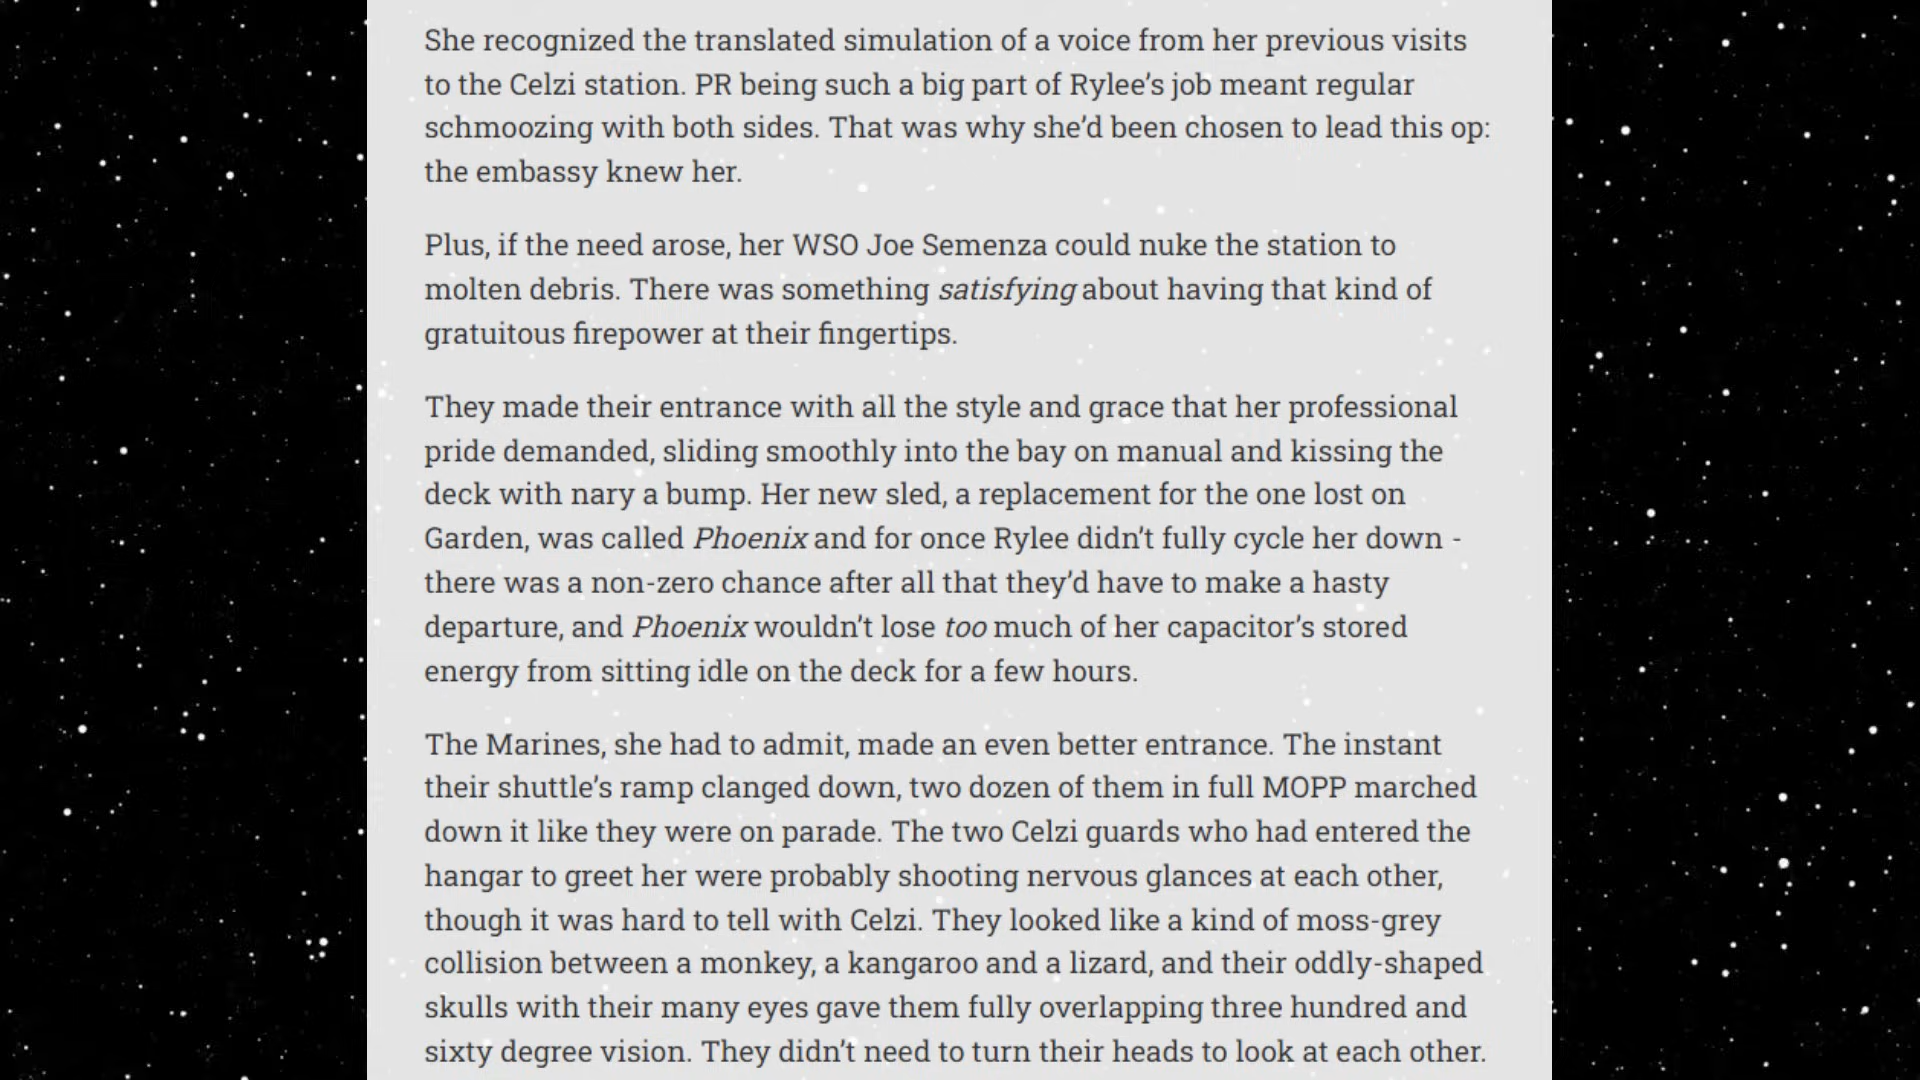 She recognized the translated simulation of a voice from her previous visits
to the Celzi station. PR being such a big part of Rylee’s job meant regular
schmoozing with both sides. That was why she’d been chosen to lead this op:
the embassy knew her.
Plus, if the need arose, her WSO Joe Semenza could nuke the station to
molten debris. There was something satisfying about having that kind of
gratuitous firepower at their fingertips.
They made their entrance with all the style and grace that her professional
pride demanded, sliding smoothly into the bay on manual and kissing the
deck with nary a bump. Her new sled, a replacement for the one lost on
Garden, was called Phoenix and for once Rylee didn’t fully cycle her down -
there was a non-zero chance after all that they’d have to make a hasty
departure, and Phoenix wouldn’t lose too much of her capacitor’s stored
energy from sitting idle on the deck for a few hours.
The Marines, she had to admit, made an even better entrance. The instant
their shuttle’s ramp clanged down, two dozen of them in full MOPP marched
down it like they were on parade. The two Celzi guards who had entered the
hangar to greet her were probably shooting nervous glances at each other,
though it was hard to tell with Celzi. They looked like a kind of moss-grey
collision between a monkey, a kangaroo and a lizard, and their oddly-shaped
skulls with their many eyes gave them fully overlapping three hundred and
sixty degree vision. They didn’t need to turn their heads to look at each other.